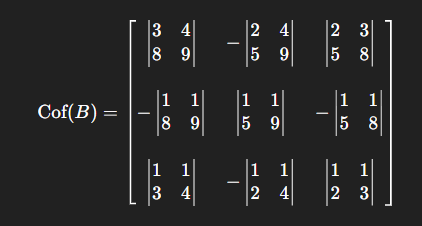 Cof(B) = [ |3 4; 8 9| −|2 4; 5 9| |2 3; 5 8|
−|1 1; 8 9| |1 1; 5 9| −|1 1; 5 8|
|1 1; 3 4| −|1 1; 2 4| |1 1; 2 3| ]